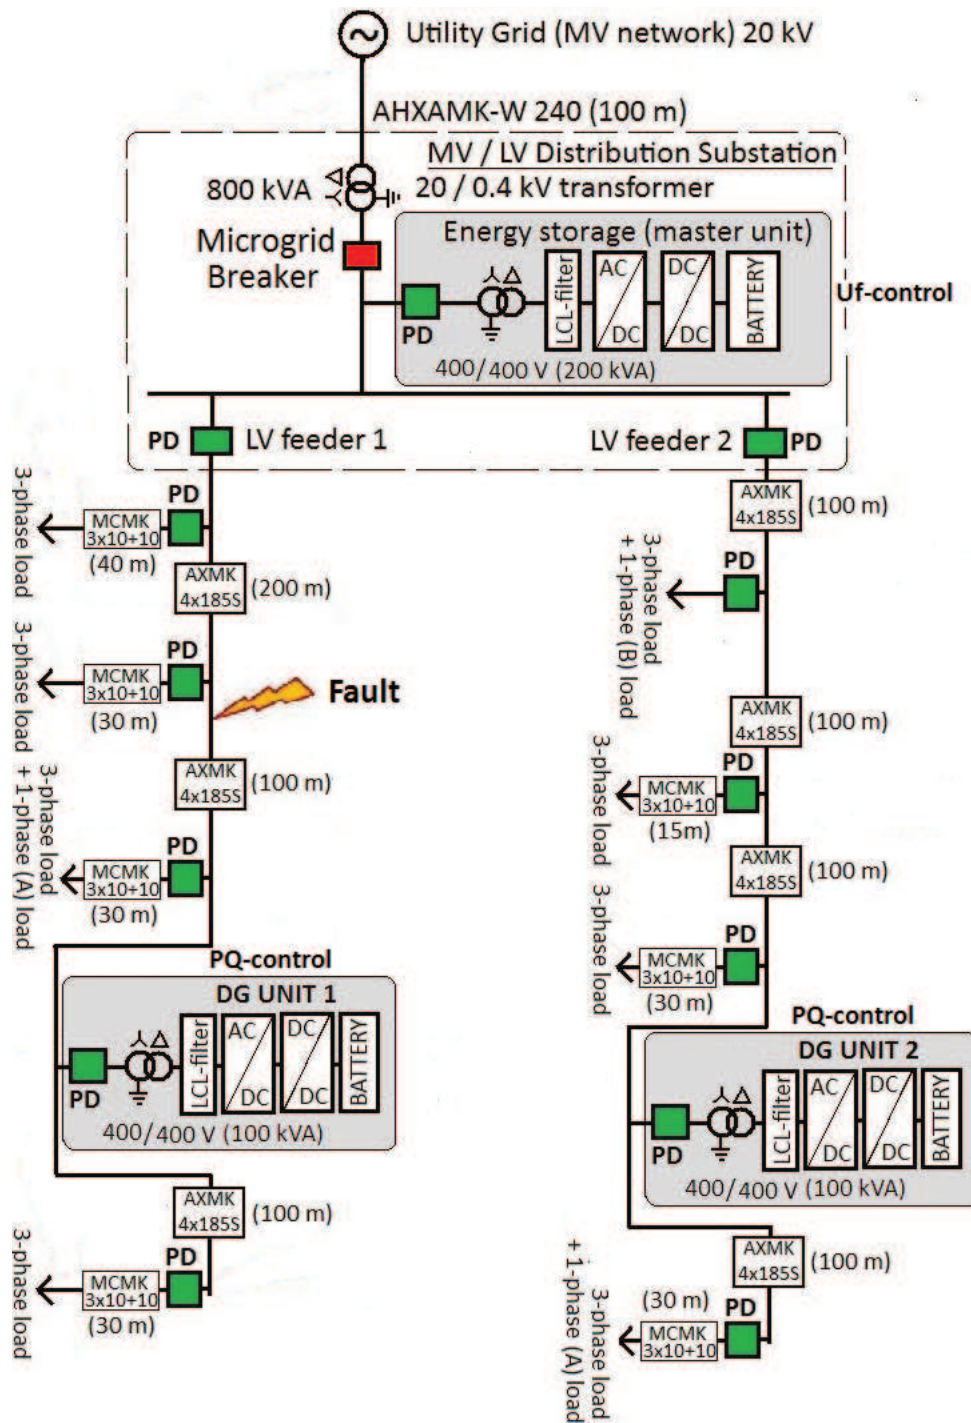 Utility Grid (MV network) 20 kV
AHXAMK-W 240 (100 m)
MV / LV Distribution Substation
800 kVA
20 / 0.4 kV transformer
Microgrid
Breaker
Energy storage (master unit)
PD
LCL-filter
AC
DC
DC
DC
BATTERY
400/400 V (200 kVA)
Uf-control
PD
LV feeder 1
LV feeder 2
PD
3-phase load
MCMK
3x10+10
(40 m)
PD
AXMK
4x185S
(200 m)
3-phase load
MCMK
3x10+10
(30 m)
PD
Fault
AXMK
4x185S
(100 m)
3-phase load
+ 1-phase (A) load
MCMK
3x10+10
(30 m)
PD
PQ-control
DG UNIT 1
PD
LCL-filter
AC
DC
DC
DC
BATTERY
400/400 V (100 kVA)
AXMK
4x185S
(100 m)
3-phase load
MCMK
3x10+10
(30 m)
PD
AXMK
4x185S
(100 m)
3-phase load
+ 1-phase (B) load
PD
AXMK
4x185S
(100 m)
3-phase load
MCMK
3x10+10
(15m)
PD
AXMK
4x185S
(100 m)
3-phase load
MCMK
3x10+10
(30 m)
PD
PQ-control
DG UNIT 2
PD
LCL-filter
AC
DC
DC
DC
BATTERY
400/400 V (100 kVA)
AXMK
4x185S
(100 m)
3-phase load
+ 1-phase (A) load
(30 m)
MCMK
3x10+10
PD